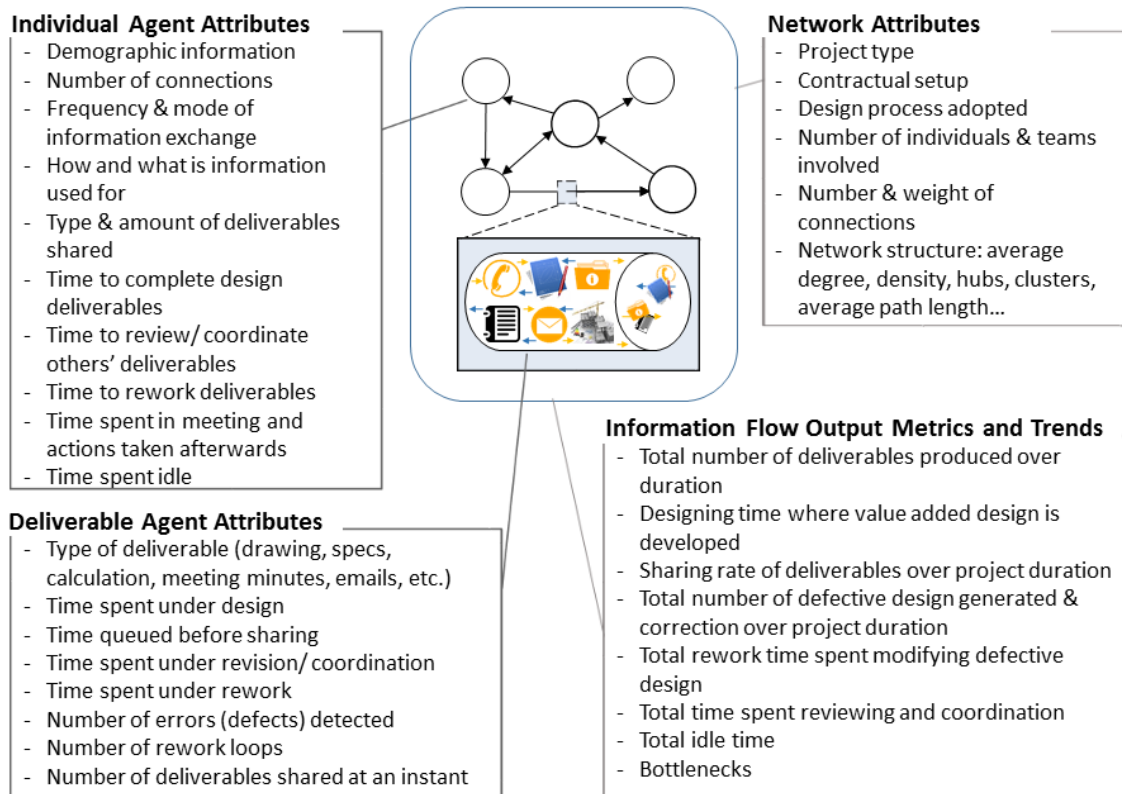 Individual Agent Attributes
- Demographic information
- Number of connections
- Frequency & mode of
information exchange
- How and what is information
used for
- Type & amount of deliverables
shared
- Time to complete design
deliverables
- Time to review/ coordinate
others’ deliverables
- Time to rework deliverables
- Time spent in meeting and
actions taken afterwards
- Time spent idle
Network Attributes
- Project type
- Contractual setup
- Design process adopted
- Number of individuals & teams
involved
- Number & weight of
connections
- Network structure: average
degree, density, hubs, clusters,
average path length...
Deliverable Agent Attributes
- Type of deliverable (drawing, specs,
calculation, meeting minutes, emails, etc.)
- Time spent under design
- Time queued before sharing
- Time spent under revision/ coordination
- Time spent under rework
- Number of errors (defects) detected
- Number of rework loops
- Number of deliverables shared at an instant
Information Flow Output Metrics and Trends
- Total number of deliverables produced over
duration
- Designing time where value added design is
developed
- Sharing rate of deliverables over project duration
- Total number of defective design generated &
correction over project duration
- Total rework time spent modifying defective
design
- Total time spent reviewing and coordination
- Total idle time
- Bottlenecks